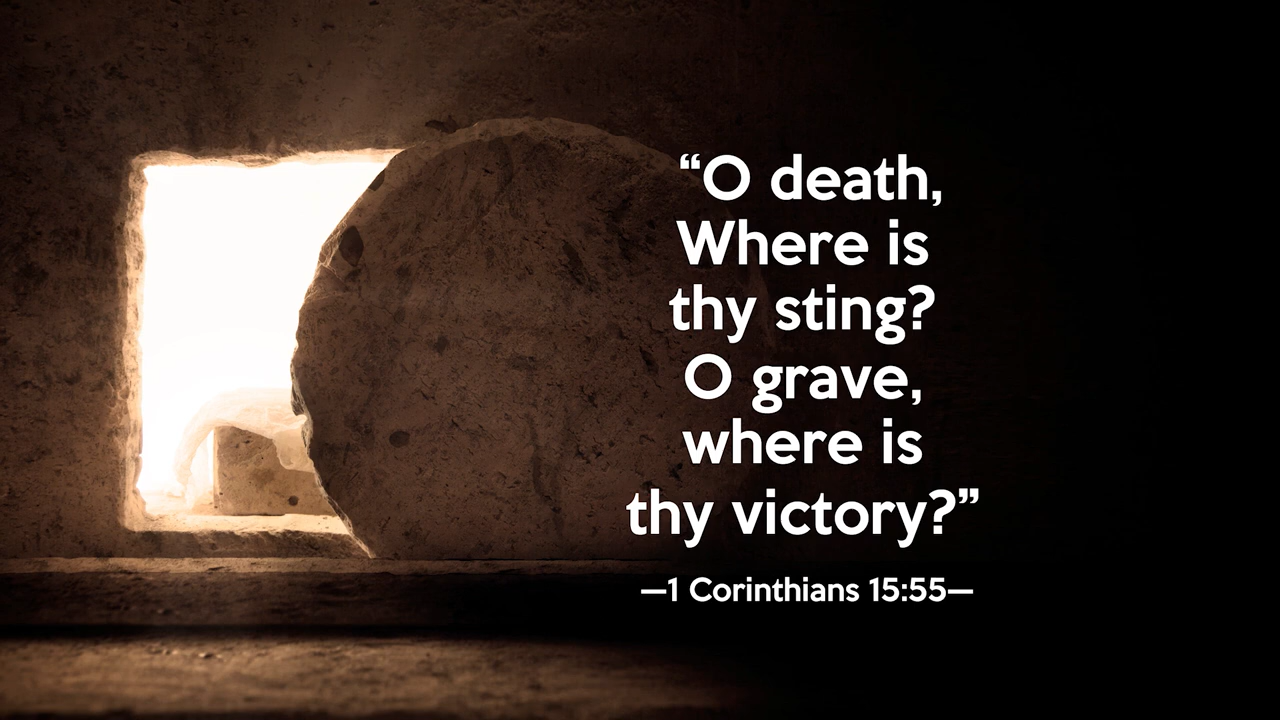 “O death,
Where is
thy sting?
O grave,
where is
thy victory?”
—1 Corinthians 15:55—